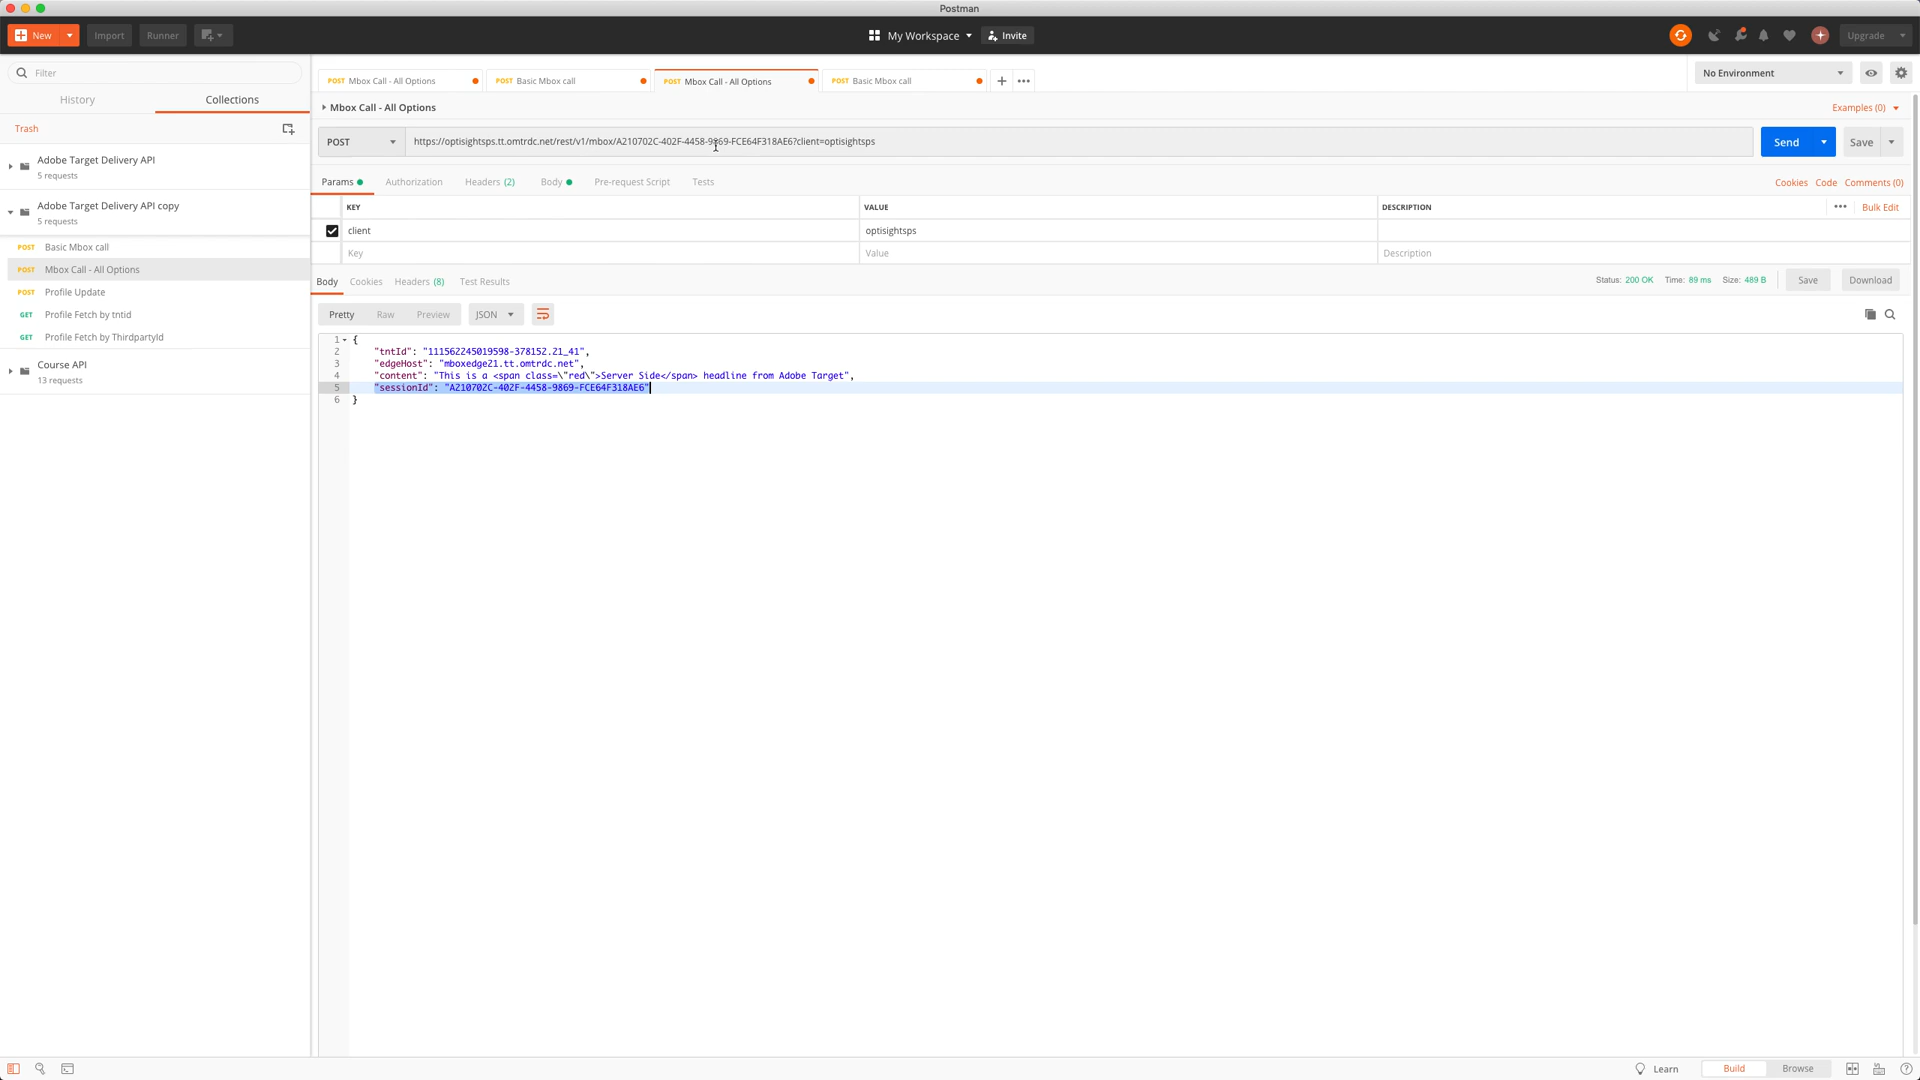 Postman
New
Import
Runner
My Workspace
Invite
Upgrade
Filter
History
Collections
Trash
Adobe Target Delivery API
5 requests
Adobe Target Delivery API copy
5 requests
POST Basic Mbox call
POST Mbox Call - All Options
POST Profile Update
GET Profile Fetch by tntid
GET Profile Fetch by ThirdpartyId
Course API
13 requests
POST Mbox Call - All Options
POST Basic Mbox call
POST Mbox Call - All Options
POST Basic Mbox call
No Environment
Mbox Call - All Options
Examples (0)
POST
https://optisightsps.tt.omtrdc.net/rest/v1/mbox/A210702C-402F-4458-9869-FCE64F318AE6?client=optisightsps
Send
Save
Params
Authorization
Headers (2)
Body
Pre-request Script
Tests
Cookies
Code
Comments (0)
KEY
VALUE
DESCRIPTION
Bulk Edit
client
optisightsps
Key
Value
Description
Body
Cookies
Headers (8)
Test Results
Status: 200 OK
Time: 89 ms
Size: 489 B
Save
Download
Pretty
Raw
Preview
JSON
1 {
2 "tntId": "111562245019598-378152.21_41",
3 "edgeHost": "mboxedge21.tt.omtrdc.net",
4 "content": "This is a <span class=\"red\">Server Side</span> headline from Adobe Target",
5 "sessionId": "A210702C-402F-4458-9869-FCE64F318AE6"
6 }
Learn
Build
Browse